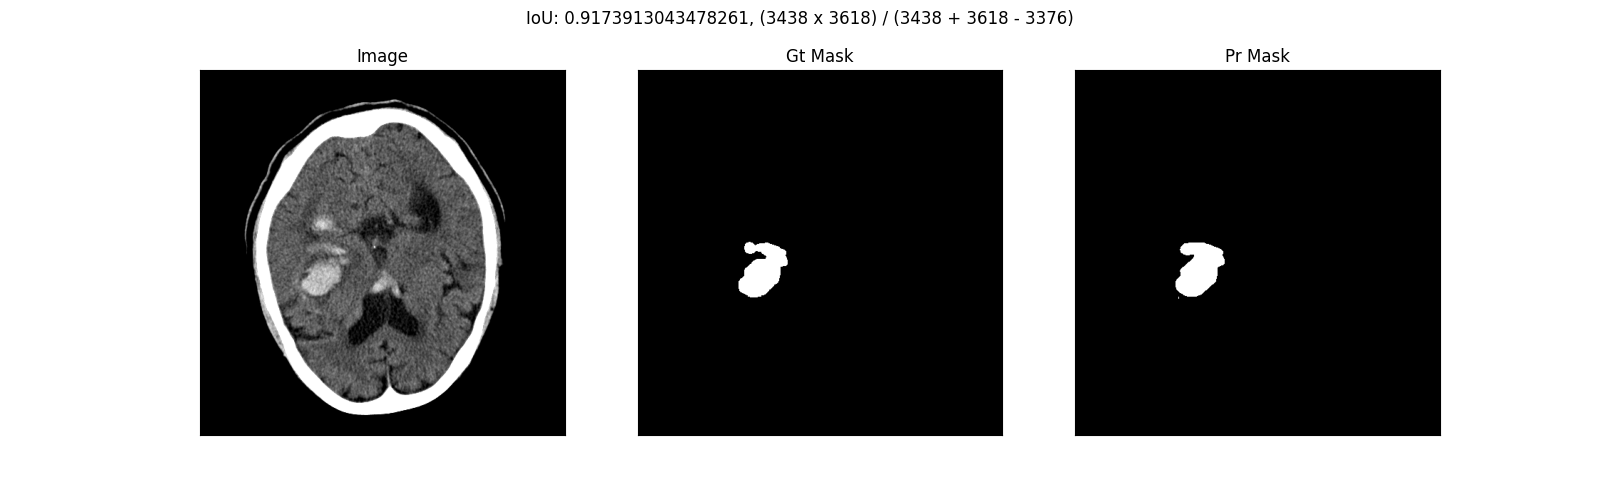 IoU: 0.9173913043478261, (3438 x 3618) / (3438 + 3618 - 3376)
Image
Gt Mask
Pr Mask